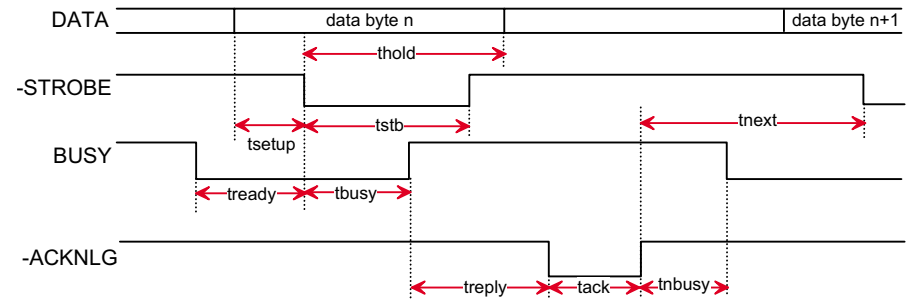 DATA data byte n data byte n+1
thold
-STROBE
tstb tnext
tsetup
BUSY
tready tbusy
-ACKNLG
treply tack tnbusy